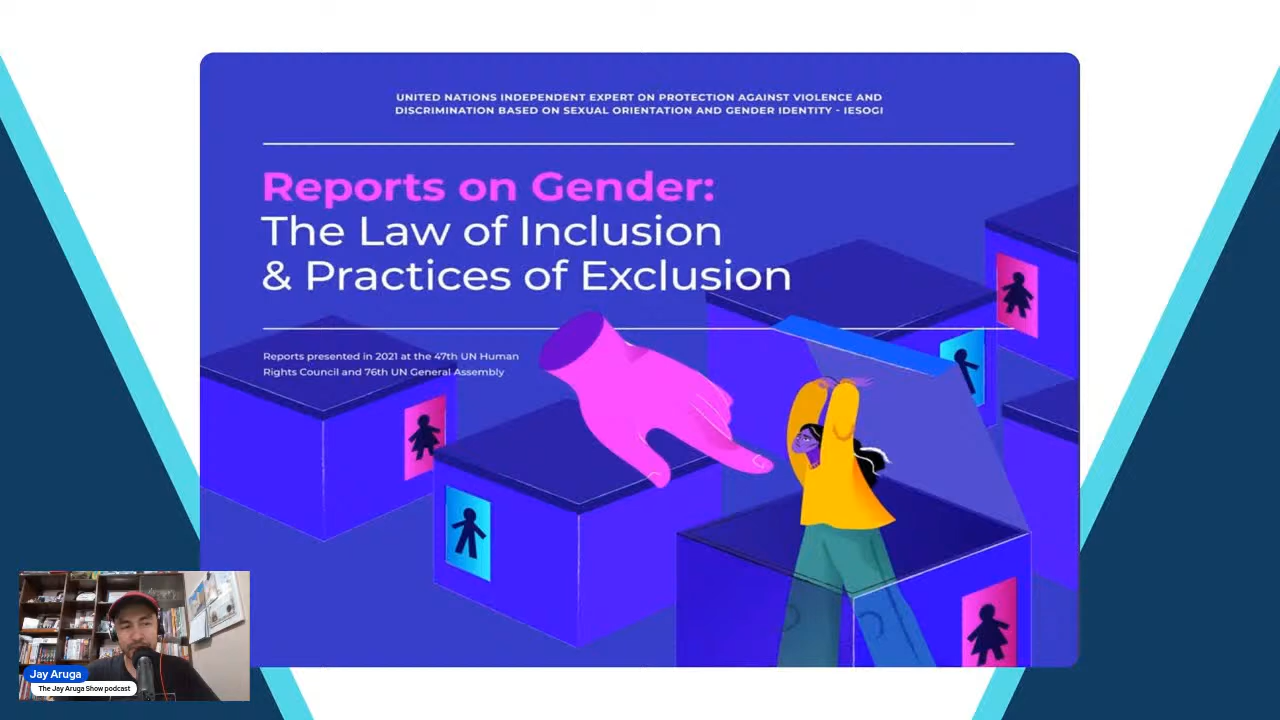 UNITED NATIONS INDEPENDENT EXPERT ON PROTECTION AGAINST VIOLENCE AND
DISCRIMINATION BASED ON SEXUAL ORIENTATION AND GENDER IDENTITY - IESOGI
Reports on Gender:
The Law of Inclusion
& Practices of Exclusion
Reports presented in 2021 at the 47th UN Human
Rights Council and 76th UN General Assembly
Jay Aruga
The Jay Aruga Show podcast